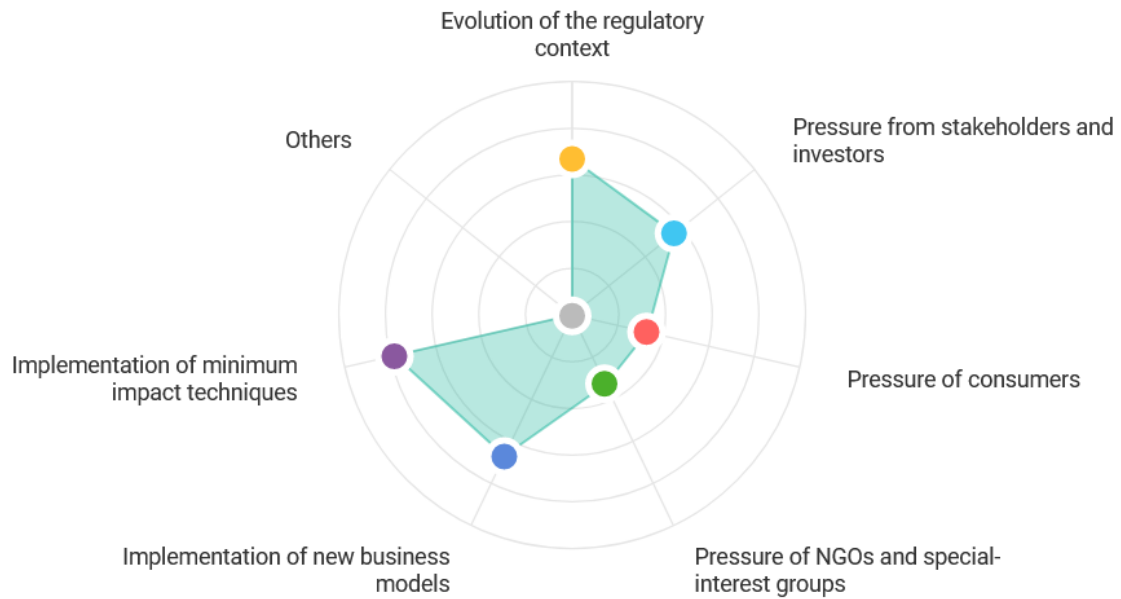 Evolution of the regulatory
context
Pressure from stakeholders and
investors
Others
Implementation of minimum
impact techniques
Pressure of consumers
Implementation of new business
models
Pressure of NGOs and special-
interest groups